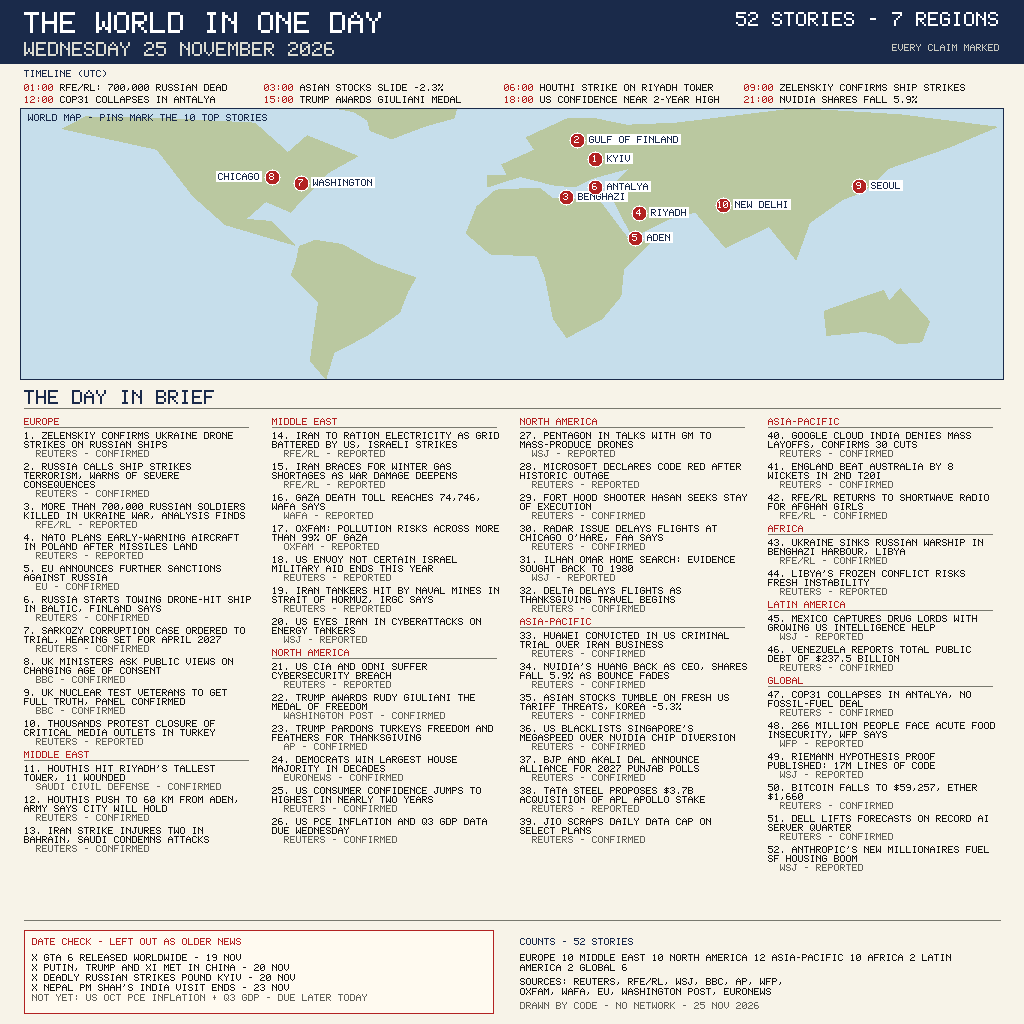 THE WORLD IN ONE DAY
52 STORIES - 7 REGIONS
WEDNESDAY 25 NOVEMBER 2026
EVERY CLAIM MARKED
TIMELINE (UTC)
01:00 RFE/RL: 700,000 RUSSIAN DEAD
03:00 ASIAN STOCKS SLIDE -2.3%
06:00 HOUTHI STRIKE ON RIYADH TOWER
09:00 ZELENSKIY CONFIRMS SHIP STRIKES
12:00 COP31 COLLAPSES IN ANTALYA
15:00 TRUMP AWARDS GIULIANI MEDAL
18:00 US CONFIDENCE NEAR 2-YEAR HIGH
21:00 NVIDIA SHARES FALL 5.9%
WORLD MAP - PINS MARK THE 10 TOP STORIES
2 GULF OF FINLAND
1 KYIV
CHICAGO 8
7 WASHINGTON
6 ANTALYA
3 BENGHAZI
9 SEOUL
10 NEW DELHI
4 RIYADH
5 ADEN
THE DAY IN BRIEF
EUROPE
1. ZELENSKIY CONFIRMS UKRAINE DRONE
STRIKES ON RUSSIAN SHIPS
REUTERS - CONFIRMED
2. RUSSIA CALLS SHIP STRIKES
TERRORISM, WARNS OF SEVERE
CONSEQUENCES
REUTERS - CONFIRMED
3. MORE THAN 700,000 RUSSIAN SOLDIERS
KILLED IN UKRAINE WAR, ANALYSIS FINDS
RFE/RL - REPORTED
4. NATO PLANS EARLY-WARNING AIRCRAFT
IN POLAND AFTER MISSILES LAND
REUTERS - REPORTED
5. EU ANNOUNCES FURTHER SANCTIONS
AGAINST RUSSIA
EU - CONFIRMED
6. RUSSIA STARTS TOWING DRONE-HIT SHIP
IN BALTIC, FINLAND SAYS
REUTERS - CONFIRMED
7. SARKOZY CORRUPTION CASE ORDERED TO
TRIAL, HEARING SET FOR APRIL 2027
REUTERS - CONFIRMED
8. UK MINISTERS ASK PUBLIC VIEWS ON
CHANGING AGE OF CONSENT
BBC - CONFIRMED
9. UK NUCLEAR TEST VETERANS TO GET
FULL TRUTH, PANEL CONFIRMED
BBC - CONFIRMED
10. THOUSANDS PROTEST CLOSURE OF
CRITICAL MEDIA OUTLETS IN TURKEY
REUTERS - REPORTED
MIDDLE EAST
11. HOUTHIS HIT RIYADH'S TALLEST
TOWER, 11 WOUNDED
SAUDI CIVIL DEFENSE - CONFIRMED
12. HOUTHIS PUSH TO 60 KM FROM ADEN,
ARMY SAYS CITY WILL HOLD
REUTERS - REPORTED
13. IRAN STRIKE INJURES TWO IN
BAHRAIN, SAUDI CONDEMNS ATTACKS
REUTERS - CONFIRMED
MIDDLE EAST
14. IRAN TO RATION ELECTRICITY AS GRID
BATTERED BY US, ISRAELI STRIKES
RFE/RL - REPORTED
15. IRAN BRACES FOR WINTER GAS
SHORTAGES AS WAR DAMAGE DEEPENS
RFE/RL - REPORTED
16. GAZA DEATH TOLL REACHES 74,746,
WAFA SAYS
WAFA - REPORTED
17. OXFAM: POLLUTION RISKS ACROSS MORE
THAN 99% OF GAZA
OXFAM - REPORTED
18. US ENVOY NOT CERTAIN ISRAEL
MILITARY AID ENDS THIS YEAR
REUTERS - REPORTED
19. IRAN TANKERS HIT BY NAVAL MINES IN
STRAIT OF HORMUZ, IRGC SAYS
REUTERS - REPORTED
20. US EYES IRAN IN CYBERATTACKS ON
ENERGY TANKERS
WSJ - REPORTED
NORTH AMERICA
21. US CIA AND ODNI SUFFER
CYBERSECURITY BREACH
REUTERS - REPORTED
22. TRUMP AWARDS RUDY GIULIANI THE
MEDAL OF FREEDOM
WASHINGTON POST - CONFIRMED
23. TRUMP PARDONS TURKEYS FREEDOM AND
FEATHERS FOR THANKSGIVING
AP - CONFIRMED
24. DEMOCRATS WIN LARGEST HOUSE
MAJORITY IN DECADES
EURONEWS - CONFIRMED
25. US CONSUMER CONFIDENCE JUMPS TO
HIGHEST IN NEARLY TWO YEARS
REUTERS - CONFIRMED
26. US PCE INFLATION AND Q3 GDP DATA
DUE WEDNESDAY
REUTERS - CONFIRMED
NORTH AMERICA
27. PENTAGON IN TALKS WITH GM TO
MASS-PRODUCE DRONES
WSJ - REPORTED
28. MICROSOFT DECLARES CODE RED AFTER
HISTORIC OUTAGE
REUTERS - REPORTED
29. FORT HOOD SHOOTER HASAN SEEKS STAY
OF EXECUTION
REUTERS - CONFIRMED
30. RADAR ISSUE DELAYS FLIGHTS AT
CHICAGO O'HARE, FAA SAYS
REUTERS - CONFIRMED
31. ILHAN OMAR HOME SEARCH: EVIDENCE
SOUGHT BACK TO 1980
WSJ - REPORTED
32. DELTA DELAYS FLIGHTS AS
THANKSGIVING TRAVEL BEGINS
REUTERS - CONFIRMED
ASIA-PACIFIC
33. HUAWEI CONVICTED IN US CRIMINAL
TRIAL OVER IRAN BUSINESS
REUTERS - CONFIRMED
34. NVIDIA'S HUANG BACK AS CEO, SHARES
FALL 5.9% AS BOUNCE FADES
REUTERS - REPORTED
35. ASIAN STOCKS TUMBLE ON FRESH US
TARIFF THREATS, KOREA -5.3%
REUTERS - CONFIRMED
36. US BLACKLISTS SINGAPORE'S
MEGASPEED OVER NVIDIA CHIP DIVERSION
REUTERS - CONFIRMED
37. BJP AND AKALI DAL ANNOUNCE
ALLIANCE FOR 2027 PUNJAB POLLS
REUTERS - CONFIRMED
38. TATA STEEL PROPOSES $3.7B
ACQUISITION OF APL APOLLO STAKE
REUTERS - REPORTED
39. JIO SCRAPS DAILY DATA CAP ON
SELECT PLANS
REUTERS - CONFIRMED
ASIA-PACIFIC
40. GOOGLE CLOUD INDIA DENIES MASS
LAYOFFS, CONFIRMS 30 CUTS
REUTERS - REPORTED
41. ENGLAND BEAT AUSTRALIA BY 8
WICKETS IN 2ND T20I
REUTERS - CONFIRMED
42. RFE/RL RETURNS TO SHORTWAVE RADIO
FOR AFGHAN GIRLS
RFE/RL - CONFIRMED
AFRICA
43. UKRAINE SINKS RUSSIAN WARSHIP IN
BENGHAZI HARBOUR, LIBYA
RFE/RL - CONFIRMED
44. LIBYA'S FROZEN CONFLICT RISKS
FRESH INSTABILITY
REUTERS - REPORTED
LATIN AMERICA
45. MEXICO CAPTURES DRUG LORDS WITH
GROWING US INTELLIGENCE HELP
WSJ - REPORTED
46. VENEZUELA REPORTS TOTAL PUBLIC
DEBT OF $237.5 BILLION
REUTERS - CONFIRMED
GLOBAL
47. COP31 COLLAPSES IN ANTALYA, NO
FOSSIL-FUEL DEAL
REUTERS - CONFIRMED
48. 266 MILLION PEOPLE FACE ACUTE FOOD
INSECURITY, WFP SAYS
WFP - REPORTED
49. RIEMANN HYPOTHESIS PROOF
PUBLISHED: 17M LINES OF CODE
WSJ - REPORTED
50. BITCOIN FALLS TO $59,257, ETHER
$1,660
REUTERS - CONFIRMED
51. DELL LIFTS FORECASTS ON RECORD AI
SERVER QUARTER
REUTERS - CONFIRMED
52. ANTHROPIC'S NEW MILLIONAIRES FUEL
SF HOUSING BOOM
WSJ - REPORTED
DATE CHECK - LEFT OUT AS OLDER NEWS
X GTA 6 RELEASED WORLDWIDE - 19 NOV
X PUTIN, TRUMP AND XI MET IN CHINA - 20 NOV
X DEADLY RUSSIAN STRIKES POUND KYIV - 20 NOV
X NEPAL PM SHAH'S INDIA VISIT ENDS - 23 NOV
NOT YET: US OCT PCE INFLATION + Q3 GDP - DUE LATER TODAY
COUNTS - 52 STORIES
EUROPE 10 MIDDLE EAST 10 NORTH AMERICA 12 ASIA-PACIFIC 10 AFRICA 2 LATIN
AMERICA 2 GLOBAL 6
SOURCES: REUTERS, RFE/RL, WSJ, BBC, AP, WFP,
OXFAM, WAFA, EU, WASHINGTON POST, EURONEWS
DRAWN BY CODE - NO NETWORK - 25 NOV 2026